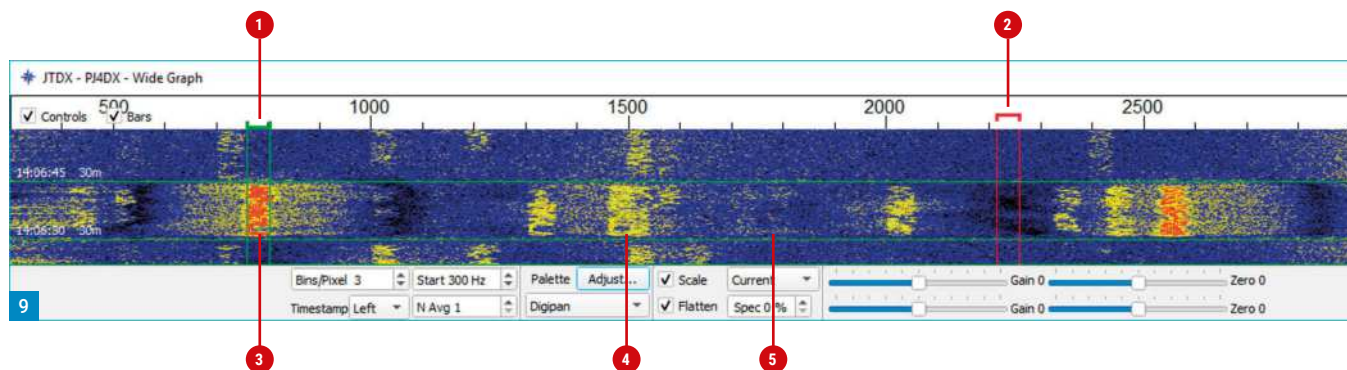 1 2
JTDX - PJ4DX - Wide Graph
Controls Bars 500 1000 1500 2000 2500
14:06:45 30m
14:06:30 30m
Bins/Pixel 3 Start 300 Hz Palette Adjust... Scale Current Gain 0 Zero 0
Timestamp Left N Avg 1 Digipan Flatten Spec 0 % Gain 0 Zero 0
9
3 4 5